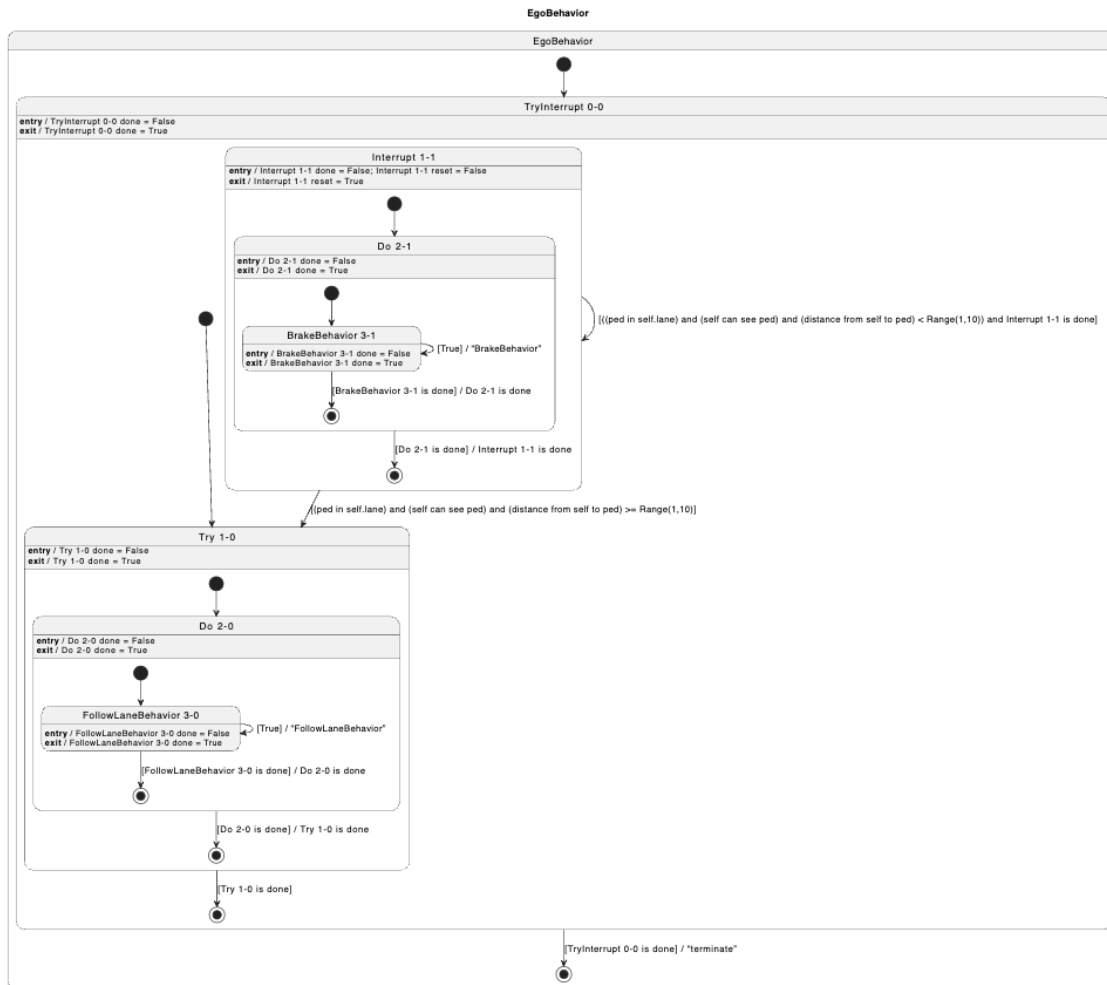 EgoBehavior
EgoBehavior
TryInterrupt 0-0
entry / TryInterrupt 0-0 done = False
exit / TryInterrupt 0-0 done = True
Interrupt 1-1
entry / Interrupt 1-1 done = False; Interrupt 1-1 reset = False
exit / Interrupt 1-1 reset = True
Do 2-1
entry / Do 2-1 done = False
exit / Do 2-1 done = True
[((ped in self.lane) and (self can see ped) and (distance from self to ped) < Range(1,10)) and Interrupt 1-1 is done]
BrakeBehavior 3-1
[True] / "BrakeBehavior"
entry / BrakeBehavior 3-1 done = False
exit / BrakeBehavior 3-1 done = True
[BrakeBehavior 3-1 is done] / Do 2-1 is done
[Do 2-1 is done] / Interrupt 1-1 is done
[(ped in self.lane) and (self can see ped) and (distance from self to ped) >= Range(1,10)]
Try 1-0
entry / Try 1-0 done = False
exit / Try 1-0 done = True
Do 2-0
entry / Do 2-0 done = False
exit / Do 2-0 done = True
FollowLaneBehavior 3-0
[True] / "FollowLaneBehavior"
entry / FollowLaneBehavior 3-0 done = False
exit / FollowLaneBehavior 3-0 done = True
[FollowLaneBehavior 3-0 is done] / Do 2-0 is done
[Do 2-0 is done] / Try 1-0 is done
[Try 1-0 is done]
[TryInterrupt 0-0 is done] / "terminate"